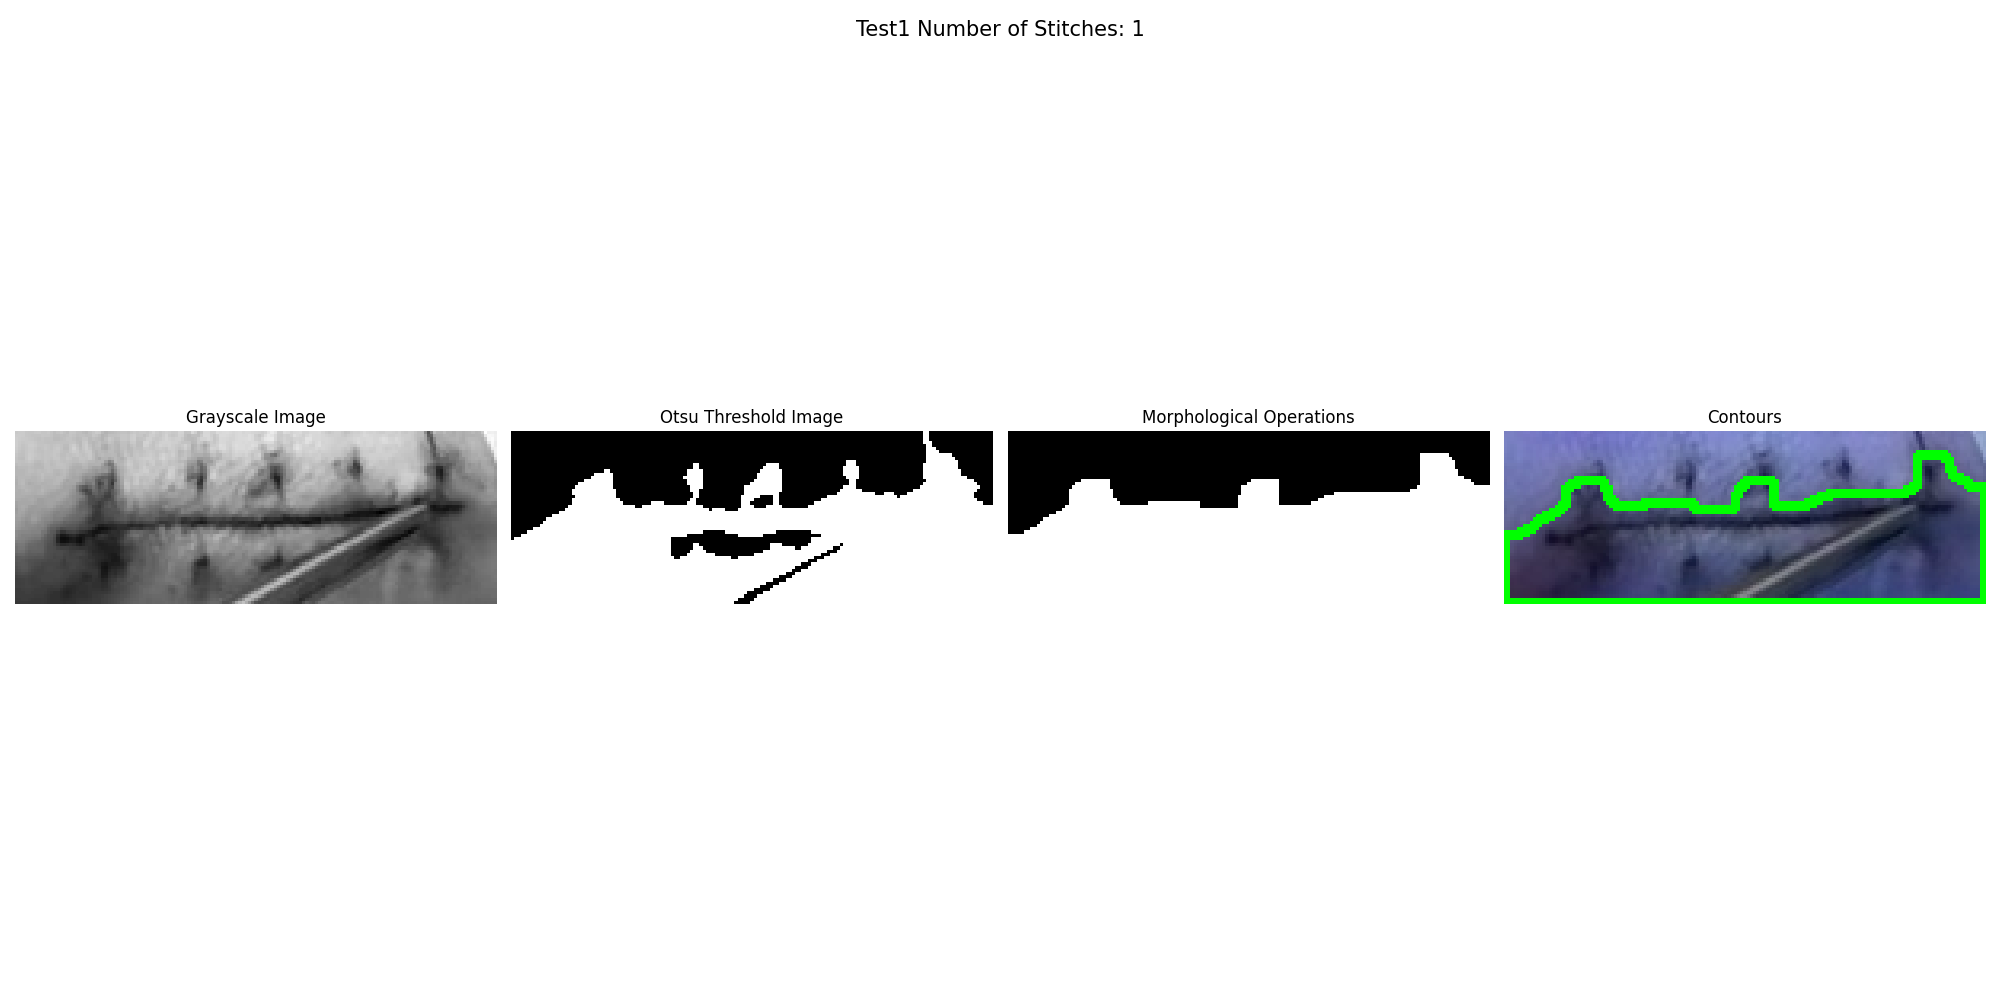 Test1 Number of Stitches: 1
Grayscale Image
Otsu Threshold Image
Morphological Operations
Contours